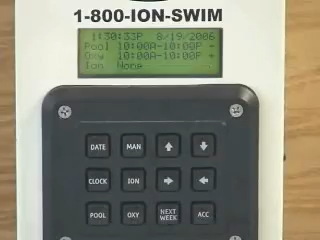 1-800-ION-SWIM
1:30:33P 8/19/2006
Pool 10:00A-10:00P -
Oxy 10:00A-10:00P -
Ion None
DATE MAN
CLOCK ION
POOL OXY NEXT WEEK ACC